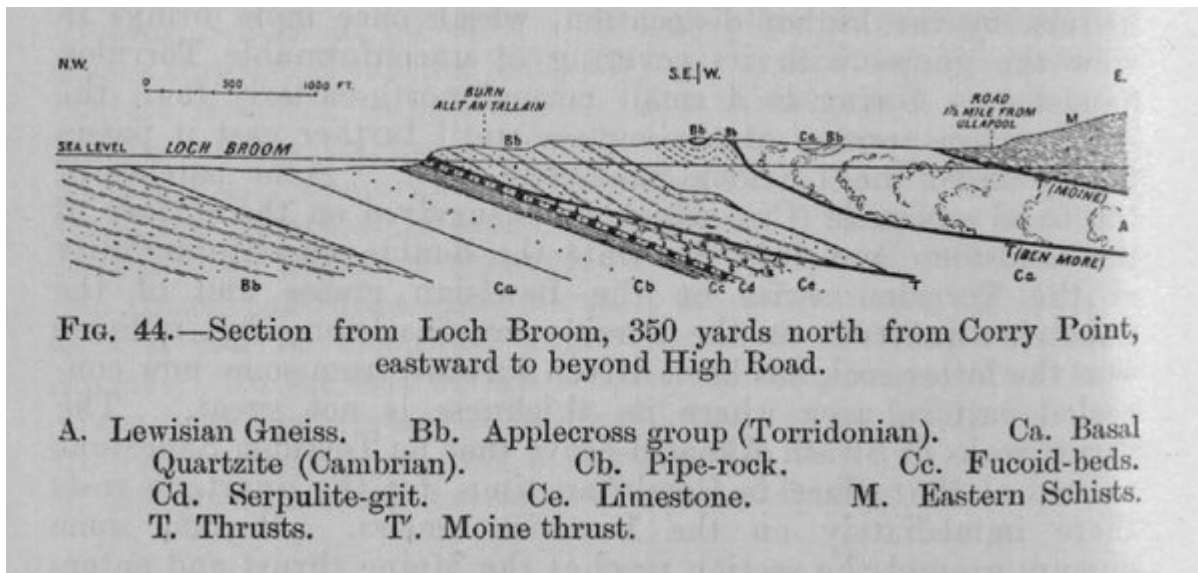 N.W.
0 500 1000 FT.
BURN
ALLT AN TALLAIN
S.E. W.
E.
ROAD
1½ MILE FROM
ULLAPOOL
M
SEA LEVEL LOCH BROOM
Bb
Bb Bb
Ca Bb
T'(MOINE)
A
T(BEN MORE)
Bb Ca Cb Cc Cd Ce T Ca
FIG. 44.—Section from Loch Broom, 350 yards north from Corry Point,
eastward to beyond High Road.
A. Lewisian Gneiss. Bb. Applecross group (Torridonian). Ca. Basal
Quartzite (Cambrian). Cb. Pipe-rock. Cc. Fucoid-beds.
Cd. Serpulite-grit. Ce. Limestone. M. Eastern Schists.
T. Thrusts. T'. Moine thrust.